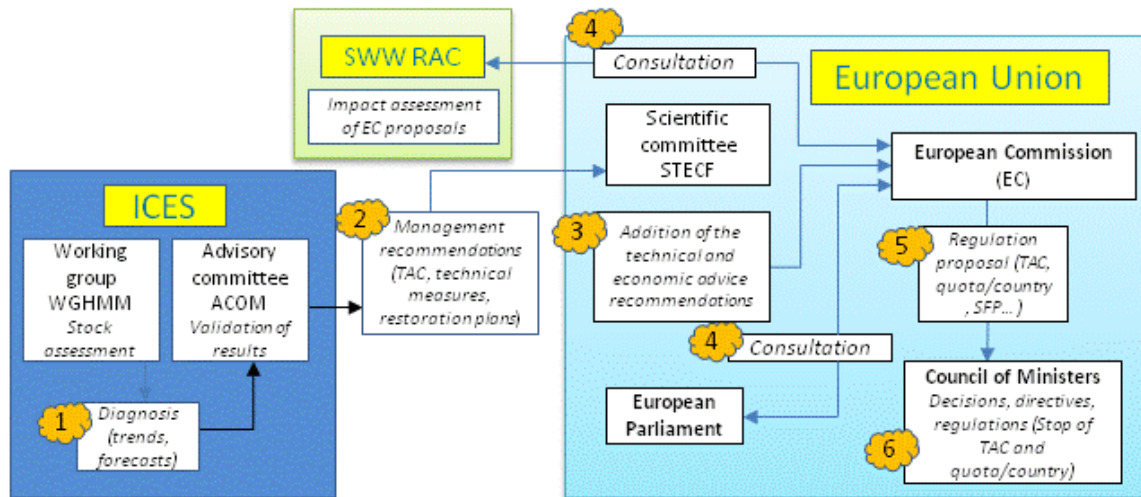 4
SWW RAC
Consultation
European Union
Impact assessment
of EC proposals
Scientific
committee
STECF
European Commission
(EC)
ICES
2
Management
recommendations
(TAC, technical
measures,
restoration plans)
3
Addition of the
technical and
economic advice
recommendations
5
Regulation
proposal (TAC,
quota/country
, SFP... )
Working
group
WGHMM
Stock
assessment
Advisory
committee
ACOM
Validation of
results
4
Consultation
1
Diagnosis
(trends,
forecasts)
European
Parliament
Council of Ministers
Decisions, directives,
regulations (Stop of
TAC and
quota/country)
6